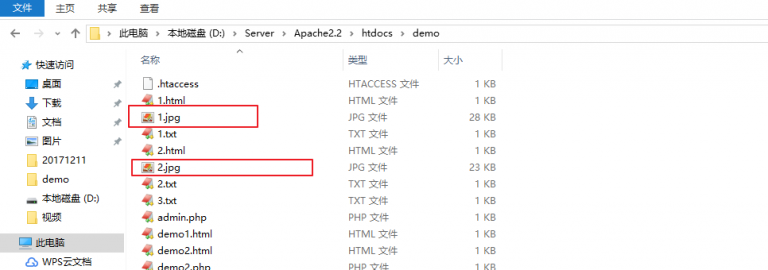 文件 主页 共享 查看
此电脑 › 本地磁盘 (D:) › Server › Apache2.2 › htdocs › demo
名称 类型 大小
快速访问
桌面
下载
文档
图片
20171211
demo
本地磁盘 (D:)
视频
此电脑
WPS云文档
.htaccess HTACCESS 文件 1 KB
1.html HTML 文件 1 KB
1.jpg JPG 文件 28 KB
1.txt TXT 文件 1 KB
2.html HTML 文件 1 KB
2.jpg JPG 文件 23 KB
2.txt TXT 文件 1 KB
3.txt TXT 文件 1 KB
admin.php PHP 文件 1 KB
demo1.html HTML 文件 1 KB
demo2.html HTML 文件 1 KB
demo2.php PHP 文件 1 KB